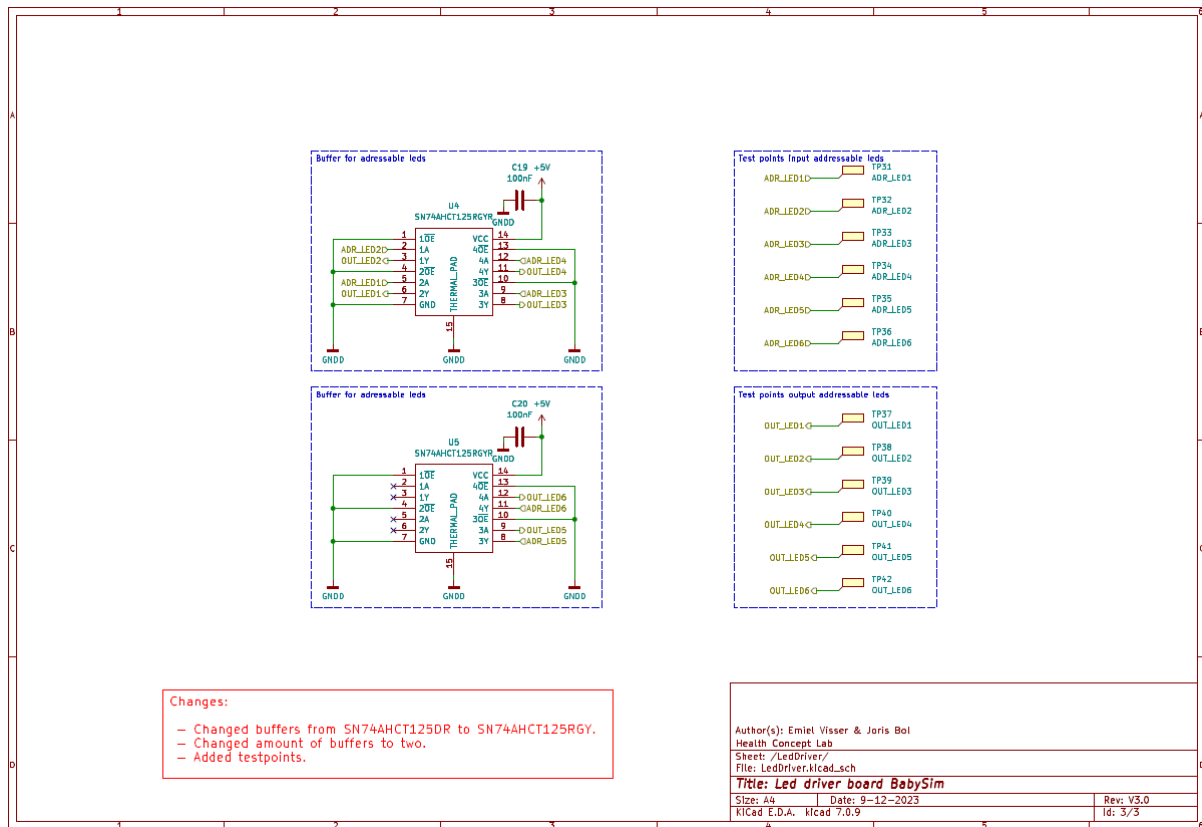 1 2 3 4 5 6
A
B
C
D
Buffer for adressable leds
C19 +5V
100nF
GNDD
U4
SN74AHCT125RGYR
1 1OE VCC 14
ADR_LED2 2 1A 4OE 13
OUT_LED2 3 1Y 4A 12 ADR_LED4
4 2OE 4Y 11 OUT_LED4
ADR_LED1 5 2A 3OE 10
OUT_LED1 6 2Y 3A 9 ADR_LED3
7 GND 3Y 8 OUT_LED3
THERMAL_PAD
15
GNDD GNDD GNDD
Test points input addressable leds
TP31
ADR_LED1 ADR_LED1
TP32
ADR_LED2 ADR_LED2
TP33
ADR_LED3 ADR_LED3
TP34
ADR_LED4 ADR_LED4
TP35
ADR_LED5 ADR_LED5
TP36
ADR_LED6 ADR_LED6
Buffer for adressable leds
C20 +5V
100nF
GNDD
U5
SN74AHCT125RGYR
1 1OE VCC 14
2 1A 4OE 13
3 1Y 4A 12 OUT_LED6
4 2OE 4Y 11 ADR_LED6
5 2A 3OE 10
6 2Y 3A 9 OUT_LED5
7 GND 3Y 8 ADR_LED5
THERMAL_PAD
15
GNDD GNDD GNDD
Test points output addressable leds
TP37
OUT_LED1 OUT_LED1
TP38
OUT_LED2 OUT_LED2
TP39
OUT_LED3 OUT_LED3
TP40
OUT_LED4 OUT_LED4
TP41
OUT_LED5 OUT_LED5
TP42
OUT_LED6 OUT_LED6
Changes:
– Changed buffers from SN74AHCT125DR to SN74AHCT125RGY.
– Changed amount of buffers to two.
– Added testpoints.
Author(s): Emiel Visser & Joris Bol
Health Concept Lab
Sheet: /LedDriver/
File: LedDriver.kicad_sch
Title: Led driver board BabySim
Size: A4 Date: 9-12-2023 Rev: V3.0
KiCad E.D.A. kicad 7.0.9 Id: 3/3
1 2 3 4 5